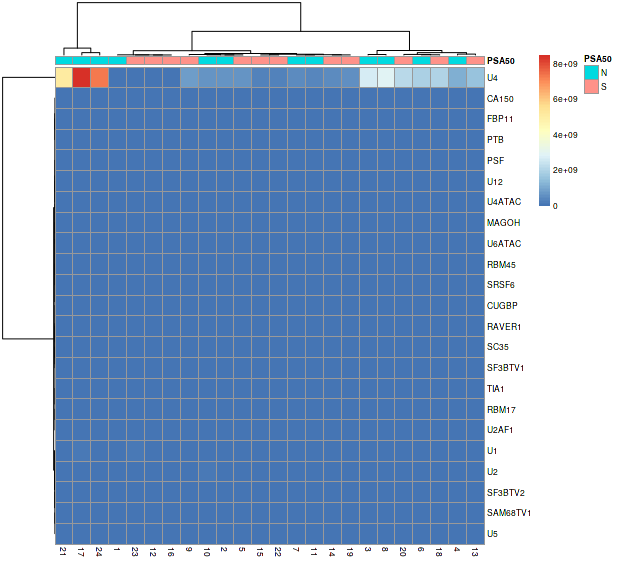 PSA50
PSA50
N
S
8e+09
6e+09
4e+09
2e+09
0
U4
CA150
FBP11
PTB
PSF
U12
U4ATAC
MAGOH
U6ATAC
RBM45
SRSF6
CUGBP
RAVER1
SC35
SF3BTV1
TIA1
RBM17
U2AF1
U1
U2
SF3BTV2
SAM68TV1
U5
21 17 24 1 23 12 16 9 10 2 5 15 22 7 11 14 19 3 8 20 6 18 4 13